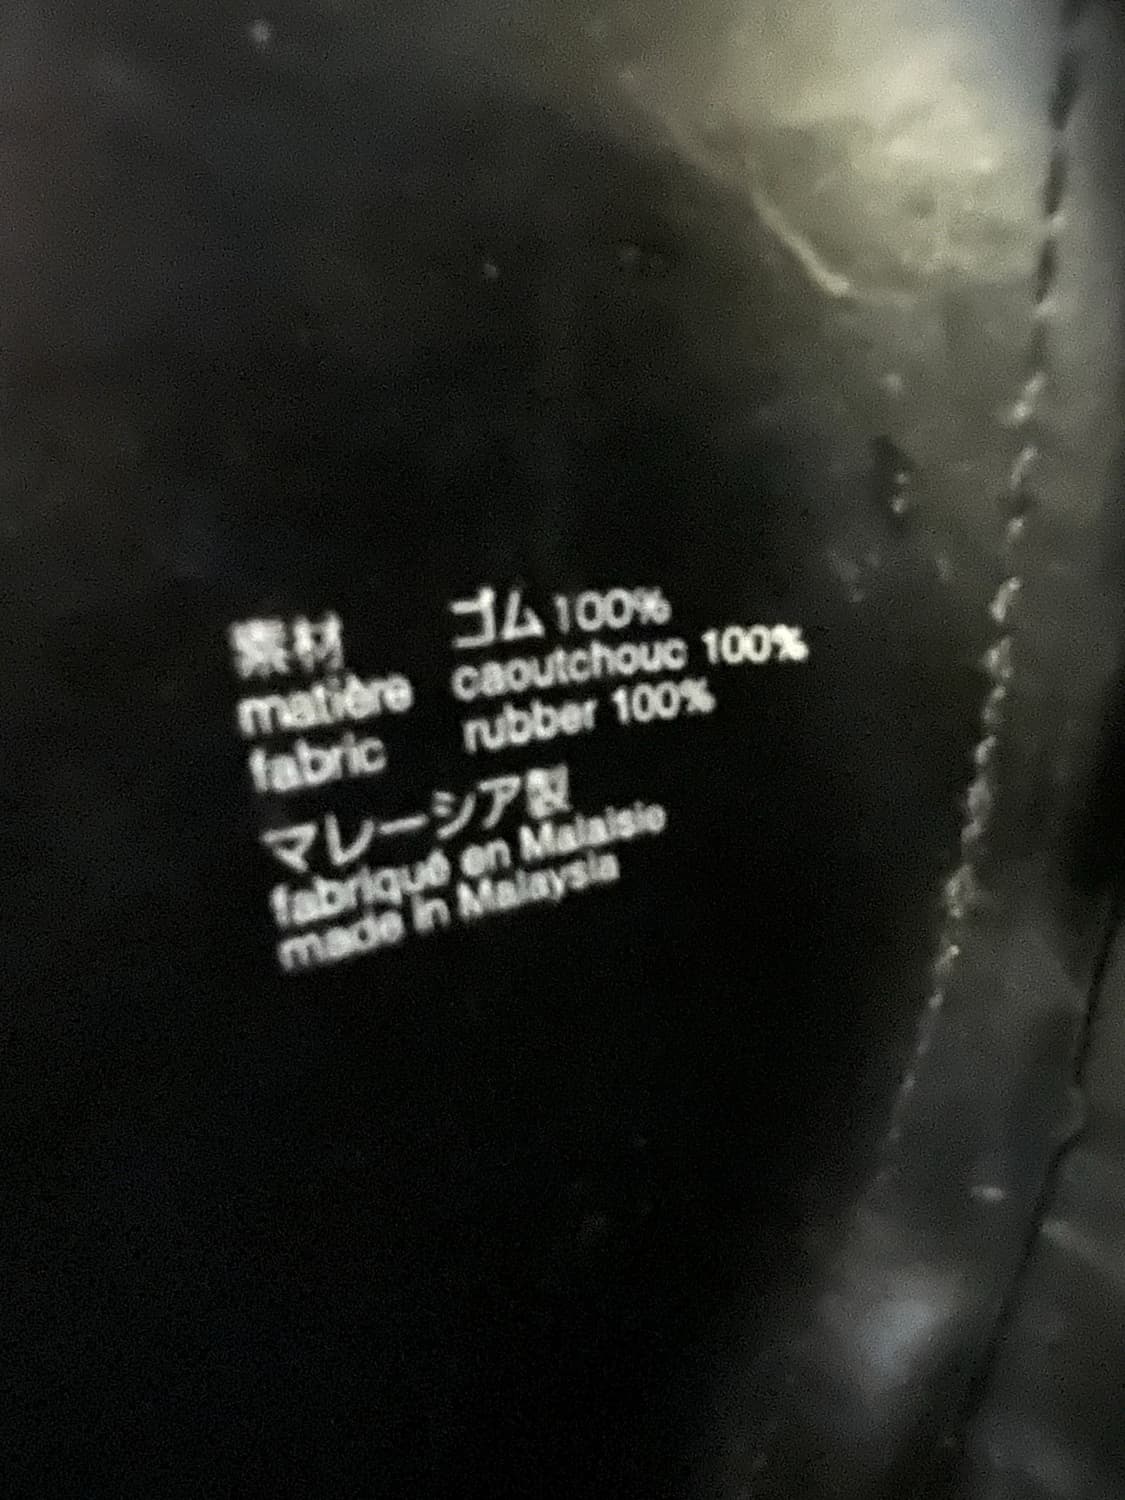 素材 ゴム100%
matière caoutchouc 100%
fabric rubber 100%
マレーシア製
fabriqué en Malaisie
made in Malaysia